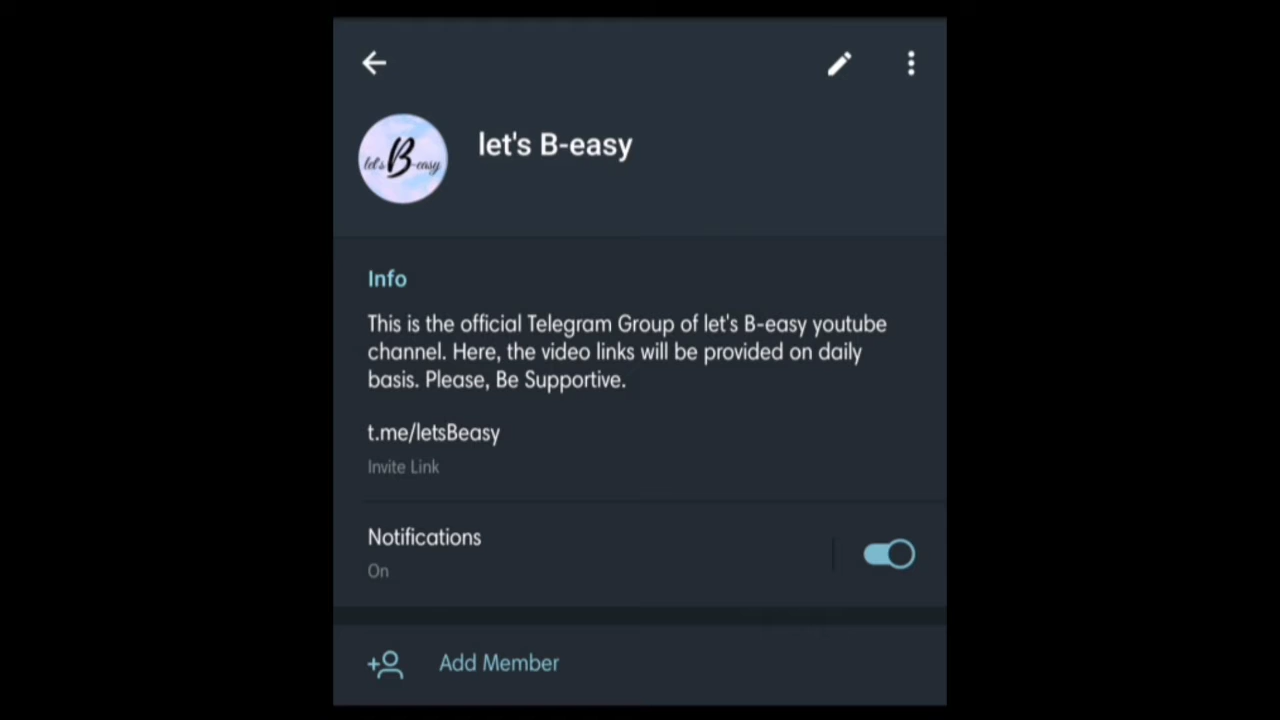 let's B-easy
let's B-easy
Info
This is the official Telegram Group of let's B-easy youtube
channel. Here, the video links will be provided on daily
basis. Please, Be Supportive.
t.me/letsBeasy
Invite Link
Notifications
On
Add Member